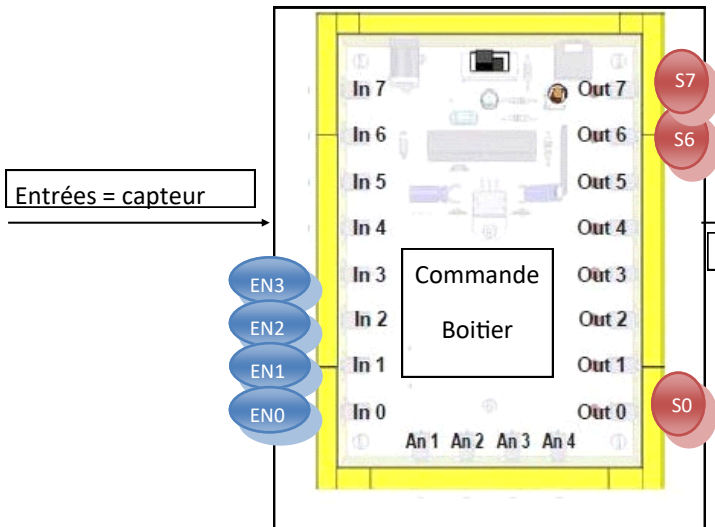 In 7 Out 7 S7
In 6 Out 6 S6
Entrées = capteur
In 5 Out 5
In 4 Out 4
EN3 In 3 Out 3
Commande
Boitier
EN2 In 2 Out 2
EN1 In 1 Out 1
EN0 In 0 Out 0 S0
An 1 An 2 An 3 An 4